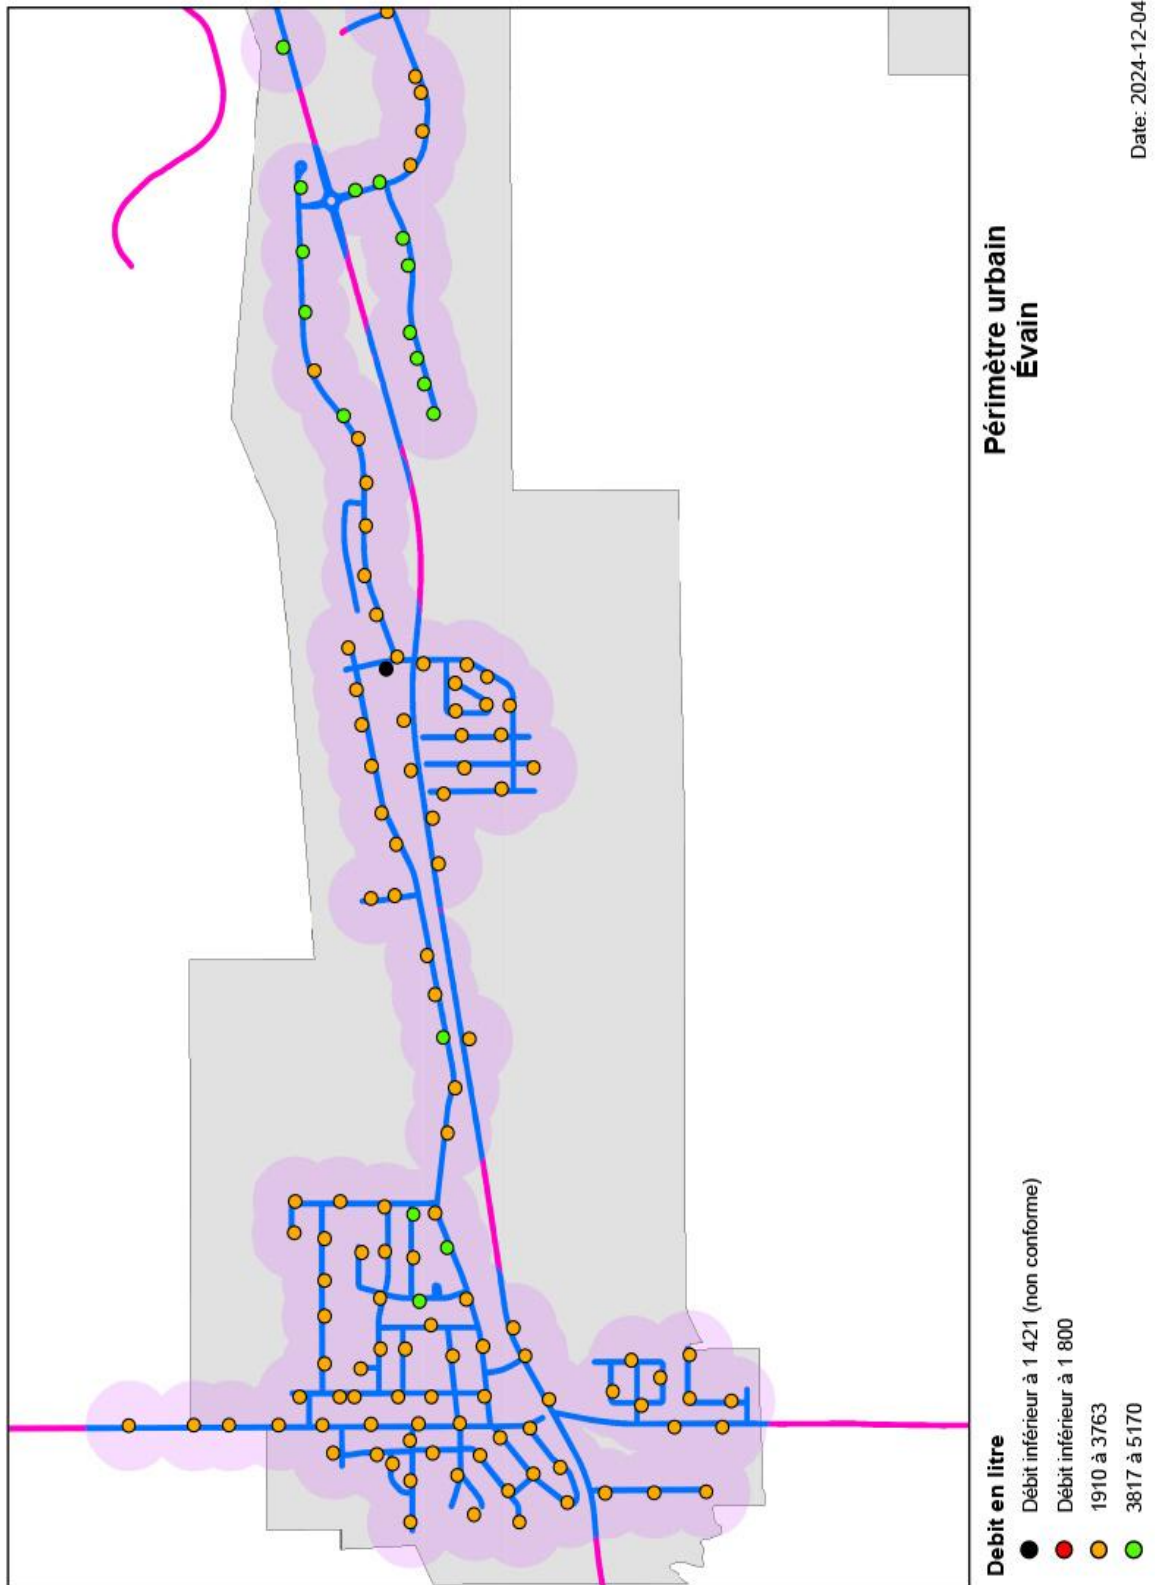 Périmètre urbain
Évain
Debit en litre
Débit inférieur à 1 421 (non conforme)
Débit inférieur à 1 800
1910 à 3763
3817 à 5170
Date: 2024-12-04